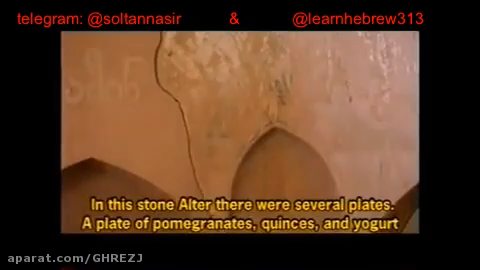 telegram: @soltannasir & @learnhebrew313
In this stone Alter there were several plates.
A plate of pomegranates, quinces, and yogurt
aparat.com/GHREZJ